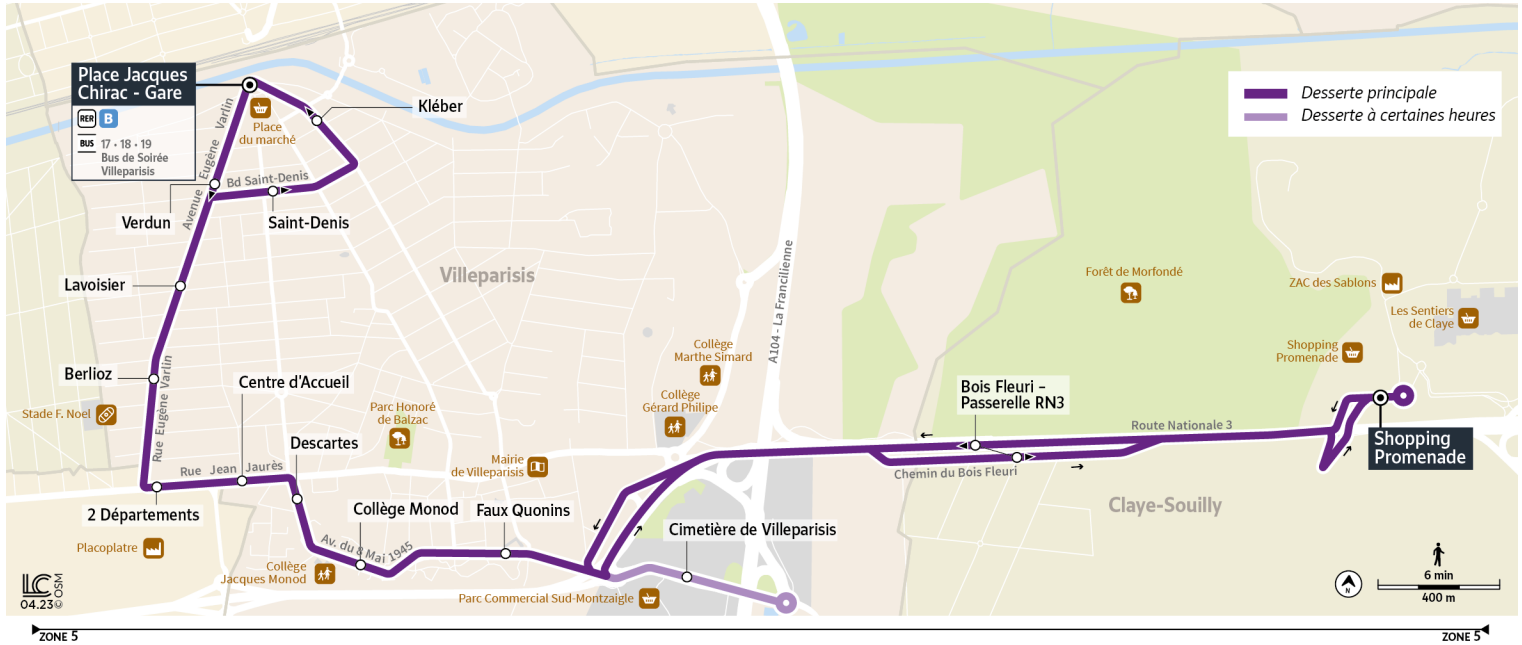 Place Jacques
Chirac - Gare
RER B
BUS 17 • 18 • 19
Bus de Soirée
Villeparisis
Place
du marché
Kléber
Desserte principale
Desserte à certaines heures
Avenue Eugène Varlin
Bd Saint-Denis
Verdun
Saint-Denis
Lavoisier
Villeparisis
A104 - La Francilienne
Forêt de Morfondé
ZAC des Sablons
Les Sentiers
de Claye
Shopping
Promenade
Collège
Marthe Simard
Collège
Gérard Philipe
Berlioz
Centre d'Accueil
Stade F. Noel
Rue Eugène Varlin
Parc Honoré
de Balzac
Bois Fleuri –
Passerelle RN3
Route Nationale 3
Descartes
Shopping
Promenade
Rue Jean Jaurès
Mairie
de Villeparisis
Chemin du Bois Fleuri
2 Départements
Collège Monod
Faux Quonins
Claye-Souilly
Cimetière de Villeparisis
Placoplatre
Av. du 8 Mai 1945
Collège
Jacques Monod
Parc Commercial Sud-Montzaigle
LC
04.23© OSM
N
6 min
400 m
ZONE 5
ZONE 5